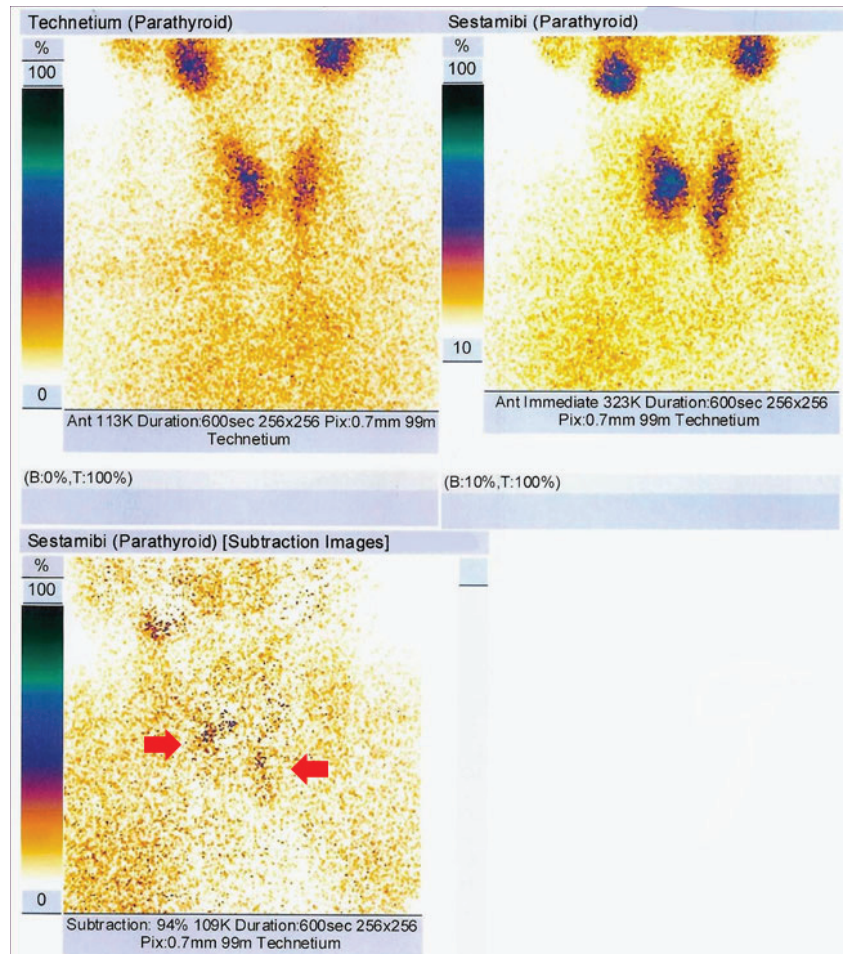 Technetium (Parathyroid)
%
100
0
Ant 113K Duration:600sec 256x256 Pix:0.7mm 99m
Technetium
(B:0%,T:100%)
Sestamibi (Parathyroid)
%
100
10
Ant Immediate 323K Duration:600sec 256x256
Pix:0.7mm 99m Technetium
(B:10%,T:100%)
Sestamibi (Parathyroid) [Subtraction Images]
%
100
0
Subtraction: 94% 109K Duration:600sec 256x256
Pix:0.7mm 99m Technetium